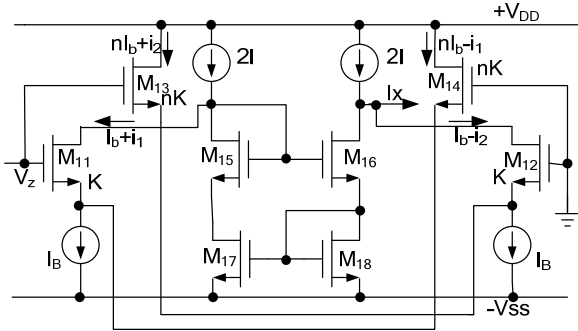 +V_DD
nI_b+i_2
2I
2I
nI_b-i_1
M_13
nK
Ix
M_14
nK
I_b+i_1
I_b-i_2
M_11
M_15
M_16
M_12
V_z
K
K
I_B
M_17
M_18
I_B
-Vss